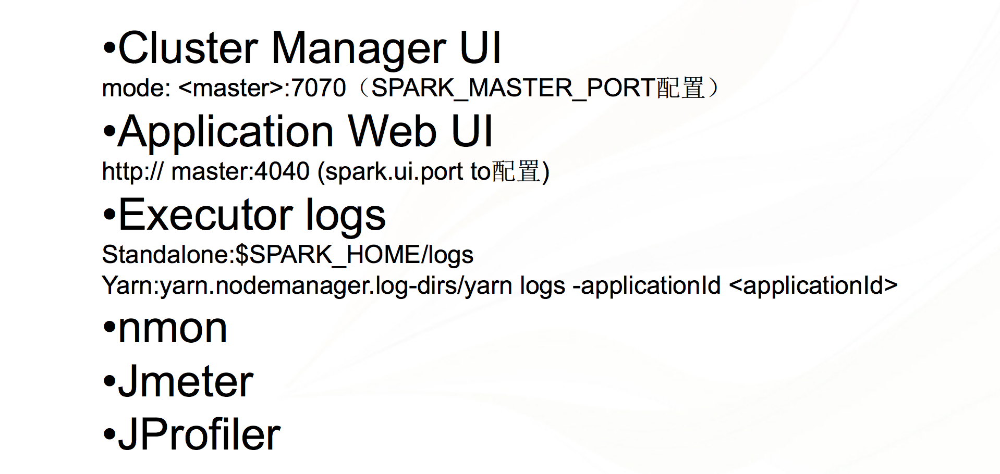 •Cluster Manager UI
mode: <master>:7070（SPARK_MASTER_PORT配置）
•Application Web UI
http:// master:4040 (spark.ui.port to配置)
•Executor logs
Standalone:$SPARK_HOME/logs
Yarn:yarn.nodemanager.log-dirs/yarn logs -applicationId <applicationId>
•nmon
•Jmeter
•JProfiler